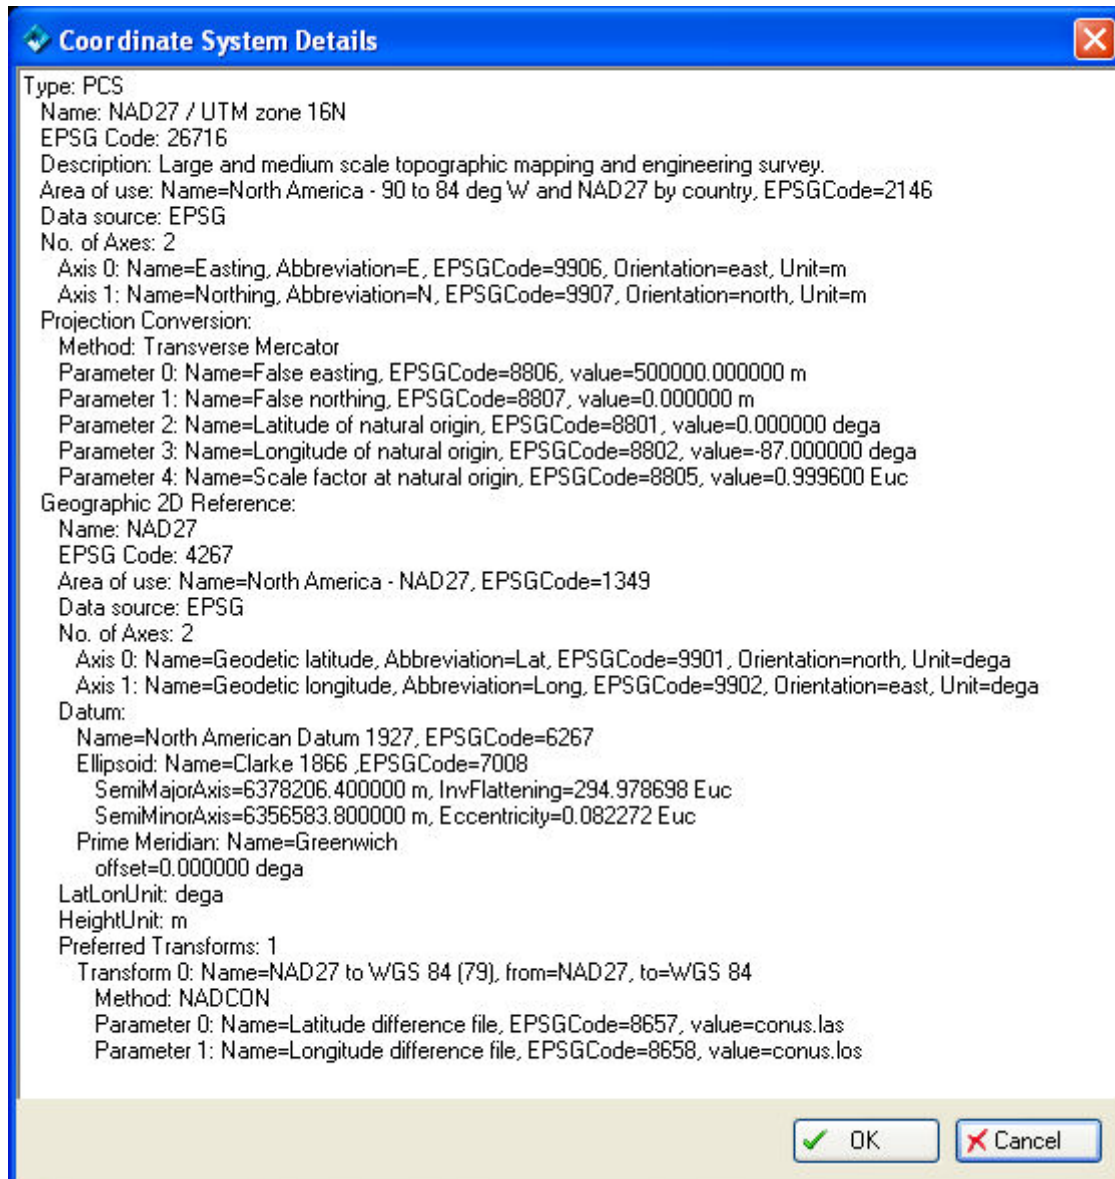 Coordinate System Details
Type: PCS
Name: NAD27 / UTM zone 16N
EPSG Code: 26716
Description: Large and medium scale topographic mapping and engineering survey.
Area of use: Name=North America - 90 to 84 deg W and NAD27 by country, EPSGCode=2146
Data source: EPSG
No. of Axes: 2
Axis 0: Name=Easting, Abbreviation=E, EPSGCode=9906, Orientation=east, Unit=m
Axis 1: Name=Northing, Abbreviation=N, EPSGCode=9907, Orientation=north, Unit=m
Projection Conversion:
Method: Transverse Mercator
Parameter 0: Name=False easting, EPSGCode=8806, value=500000.000000 m
Parameter 1: Name=False northing, EPSGCode=8807, value=0.000000 m
Parameter 2: Name=Latitude of natural origin, EPSGCode=8801, value=0.000000 dega
Parameter 3: Name=Longitude of natural origin, EPSGCode=8802, value=-87.000000 dega
Parameter 4: Name=Scale factor at natural origin, EPSGCode=8805, value=0.999600 Euc
Geographic 2D Reference:
Name: NAD27
EPSG Code: 4267
Area of use: Name=North America - NAD27, EPSGCode=1349
Data source: EPSG
No. of Axes: 2
Axis 0: Name=Geodetic latitude, Abbreviation=Lat, EPSGCode=9901, Orientation=north, Unit=dega
Axis 1: Name=Geodetic longitude, Abbreviation=Long, EPSGCode=9902, Orientation=east, Unit=dega
Datum:
Name=North American Datum 1927, EPSGCode=6267
Ellipsoid: Name=Clarke 1866 ,EPSGCode=7008
SemiMajorAxis=6378206.400000 m, InvFlattening=294.978698 Euc
SemiMinorAxis=6356583.800000 m, Eccentricity=0.082272 Euc
Prime Meridian: Name=Greenwich
offset=0.000000 dega
LatLonUnit: dega
HeightUnit: m
Preferred Transforms: 1
Transform 0: Name=NAD27 to WGS 84 (79), from=NAD27, to=WGS 84
Method: NADCON
Parameter 0: Name=Latitude difference file, EPSGCode=8657, value=conus.las
Parameter 1: Name=Longitude difference file, EPSGCode=8658, value=conus.los
OK Cancel